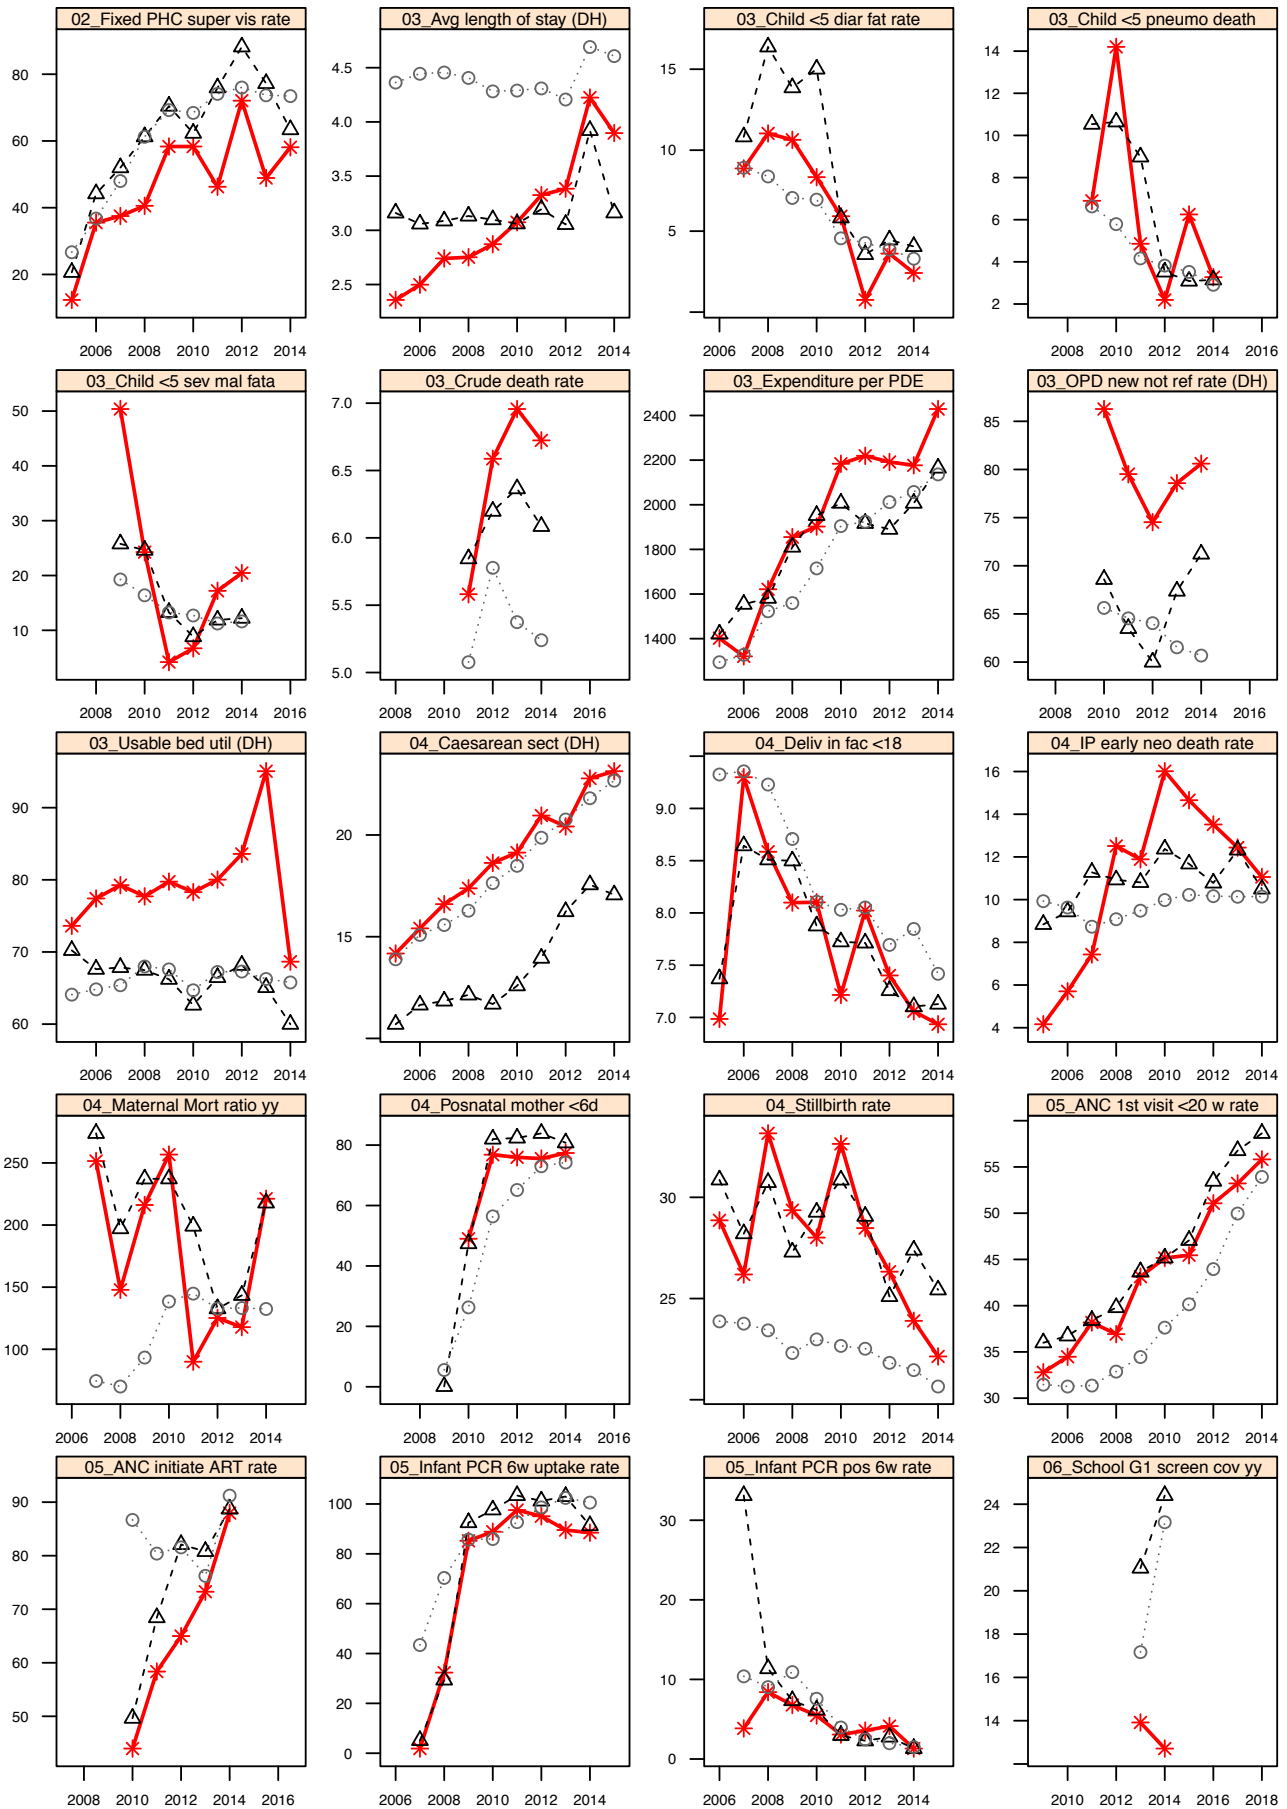 02_Fixed PHC super vis rate
20
40
60
80
2006 2008 2010 2012 2014
03_Avg length of stay (DH)
2.5
3.0
3.5
4.0
4.5
2006 2008 2010 2012 2014
03_Child <5 diar fat rate
5
10
15
2006 2008 2010 2012 2014
03_Child <5 pneumo death
2
4
6
8
10
12
14
2008 2010 2012 2014 2016
03_Child <5 sev mal fata
10
20
30
40
50
2008 2010 2012 2014 2016
03_Crude death rate
5.0
5.5
6.0
6.5
7.0
2008 2010 2012 2014 2016
03_Expenditure per PDE
1400
1600
1800
2000
2200
2400
2006 2008 2010 2012 2014
03_OPD new not ref rate (DH)
60
65
70
75
80
85
2008 2010 2012 2014 2016
03_Usable bed util (DH)
60
70
80
90
2006 2008 2010 2012 2014
04_Caesarean sect (DH)
15
20
2006 2008 2010 2012 2014
04_Deliv in fac <18
7.0
7.5
8.0
8.5
9.0
2006 2008 2010 2012 2014
04_IP early neo death rate
4
6
8
10
12
14
16
2006 2008 2010 2012 2014
04_Maternal Mort ratio yy
100
150
200
250
2006 2008 2010 2012 2014
04_Posnatal mother <6d
0
20
40
60
80
2008 2010 2012 2014 2016
04_Stillbirth rate
25
30
2006 2008 2010 2012 2014
05_ANC 1st visit <20 w rate
30
35
40
45
50
55
2006 2008 2010 2012 2014
05_ANC initiate ART rate
50
60
70
80
90
2008 2010 2012 2014 2016
05_Infant PCR 6w uptake rate
0
20
40
60
80
100
2006 2008 2010 2012 2014
05_Infant PCR pos 6w rate
0
10
20
30
2006 2008 2010 2012 2014
06_School G1 screen cov yy
14
16
18
20
22
24
2010 2012 2014 2016 2018